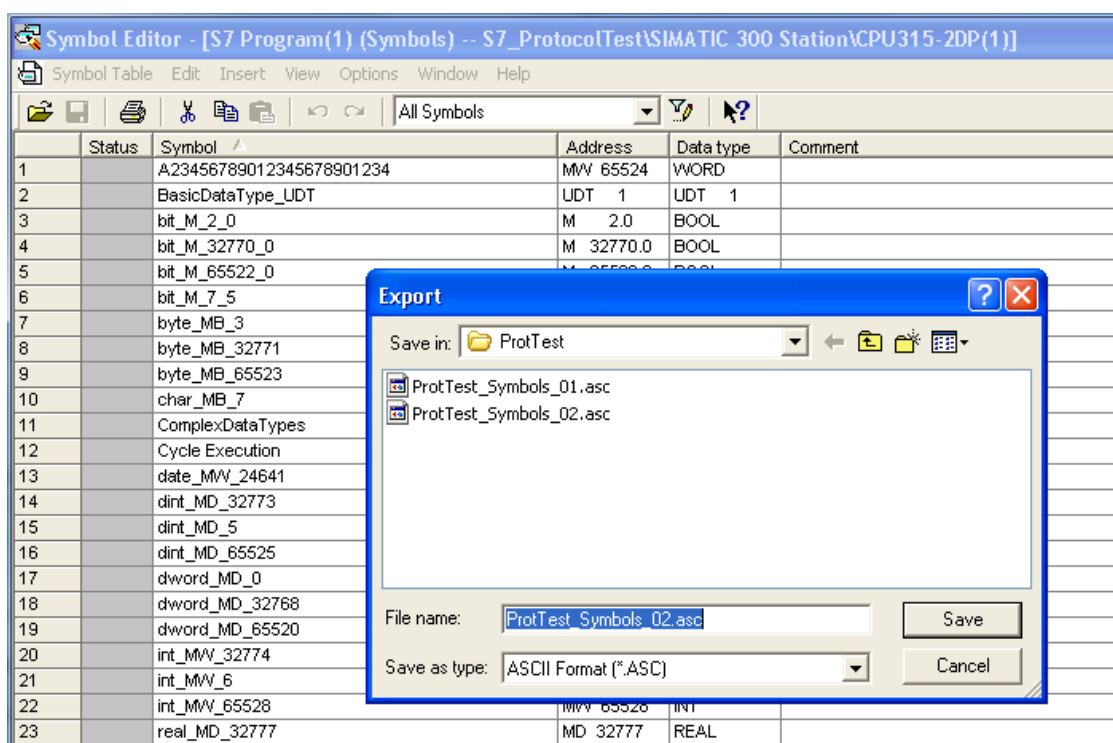 Symbol Editor - [S7 Program(1) (Symbols) -- S7_ProtocolTest\SIMATIC 300 Station\CPU315-2DP(1)]
Symbol Table Edit Insert View Options Window Help
All Symbols
Status Symbol Address Data type Comment
1 A23456789012345678901234 MW 65524 WORD
2 BasicDataType_UDT UDT 1 UDT 1
3 bit_M_2_0 M 2.0 BOOL
4 bit_M_32770_0 M 32770.0 BOOL
5 bit_M_65522_0
6 bit_M_7_5
7 byte_MB_3
8 byte_MB_32771
9 byte_MB_65523
10 char_MB_7
11 ComplexDataTypes
12 Cycle Execution
13 date_MW_24641
14 dint_MD_32773
15 dint_MD_5
16 dint_MD_65525
17 dword_MD_0
18 dword_MD_32768
19 dword_MD_65520
20 int_MW_32774
21 int_MW_6
22 int_MW_65528 MW 65528 INT
23 real_MD_32777 MD 32777 REAL
Export
Save in: ProtTest
ProtTest_Symbols_01.asc
ProtTest_Symbols_02.asc
File name: ProtTest_Symbols_02.asc Save
Save as type: ASCII Format (*.ASC) Cancel